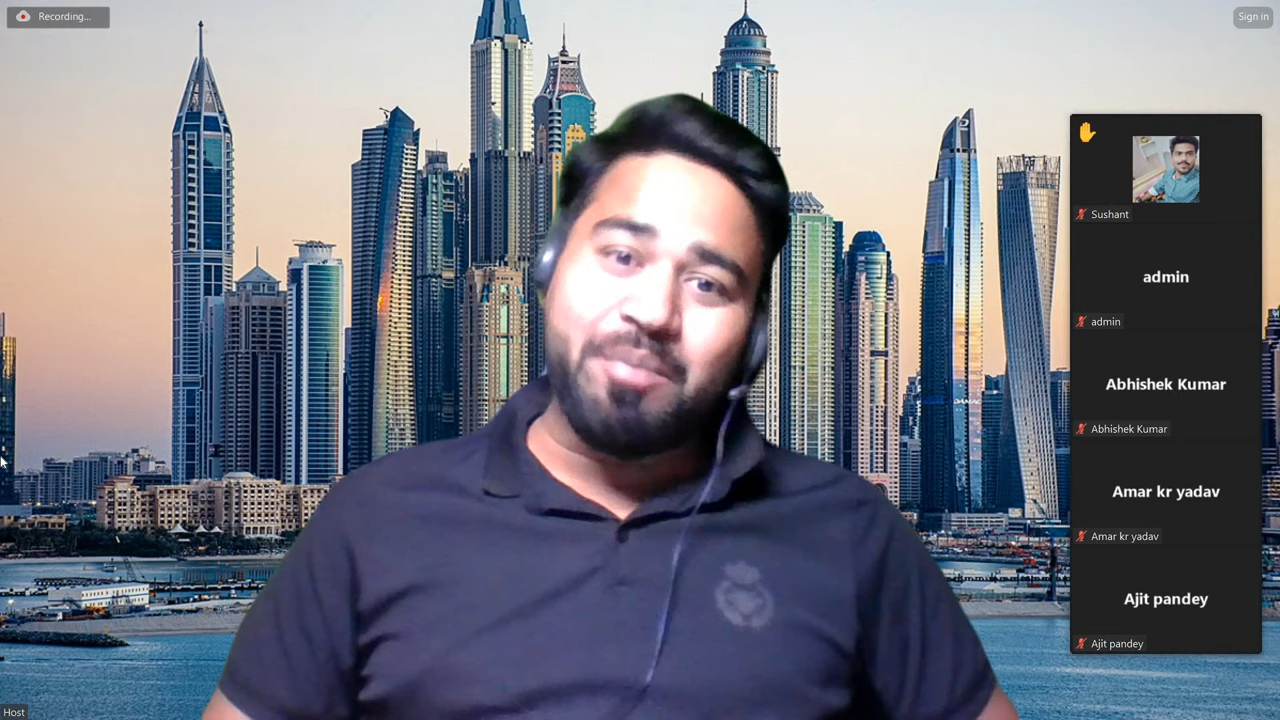 Recording...
Sign in
Sushant
admin
admin
Abhishek Kumar
Abhishek Kumar
Amar kr yadav
Amar kr yadav
Ajit pandey
Ajit pandey
DAMAC
Host